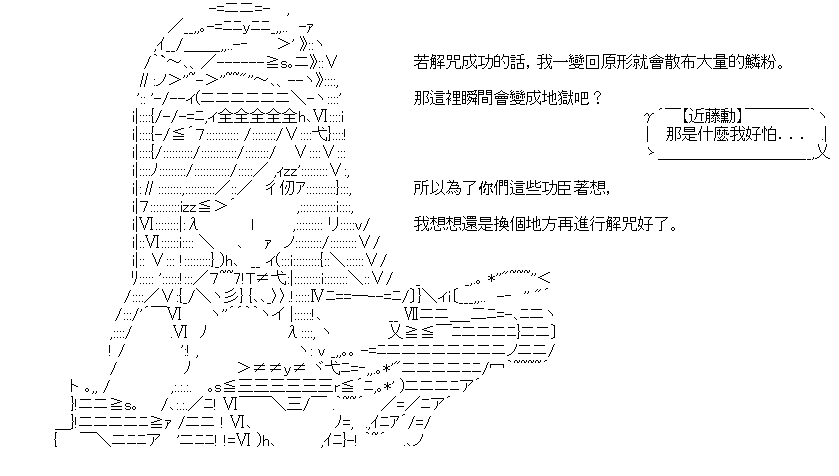 若解咒成功的話，我一變回原形就會散布大量的鱗粉。
那這裡瞬間會變成地獄吧？
【近藤勳】
那是什麼我好怕．．．
所以為了你們這些功臣著想，
我想想還是換個地方再進行解咒好了。